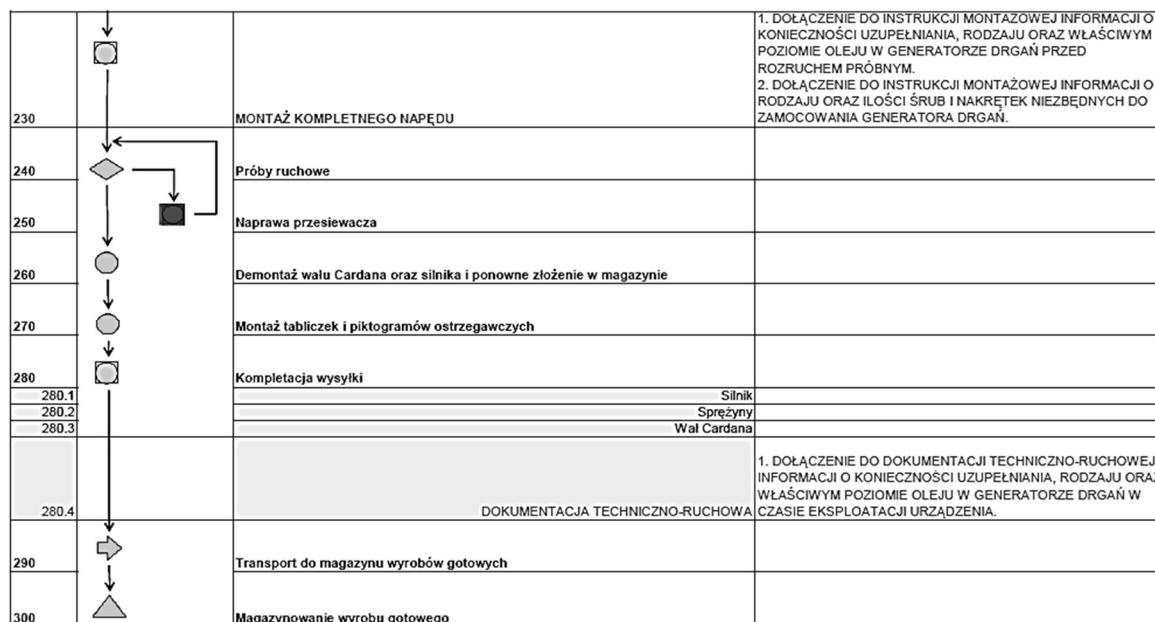 1. DOŁĄCZENIE DO INSTRUKCJI MONTAŻOWEJ INFORMACJI O
KONIECZNOŚCI UZUPEŁNIANIA, RODZAJU ORAZ WŁAŚCIWYM
POZIOMIE OLEJU W GENERATORZE DRGAŃ PRZED
ROZRUCHEM PRÓBNYM.
2. DOŁĄCZENIE DO INSTRUKCJI MONTAŻOWEJ INFORMACJI O
RODZAJU ORAZ ILOŚCI ŚRUB I NAKRĘTEK NIEZBĘDNYCH DO
230 MONTAŻ KOMPLETNEGO NAPĘDU ZAMOCOWANIA GENERATORA DRGAŃ.
240 Próby ruchowe
250 Naprawa przesiewacza
260 Demontaż wału Cardana oraz silnika i ponowne złożenie w magazynie
270 Montaż tabliczek i piktogramów ostrzegawczych
280 Kompletacja wysyłki
280.1 Silnik
280.2 Sprężyny
280.3 Wał Cardana
1. DOŁĄCZENIE DO DOKUMENTACJI TECHNICZNO-RUCHOWEJ
INFORMACJI O KONIECZNOŚCI UZUPEŁNIANIA, RODZAJU ORAZ
WŁAŚCIWYM POZIOMIE OLEJU W GENERATORZE DRGAŃ W
280.4 DOKUMENTACJA TECHNICZNO-RUCHOWA CZASIE EKSPLOATACJI URZĄDZENIA.
290 Transport do magazynu wyrobów gotowych
300 Magazynowanie wyrobu gotowego